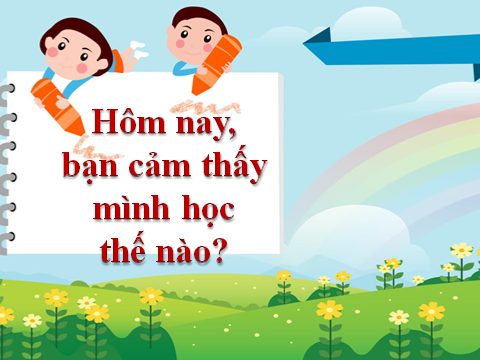 Hôm nay,
bạn cảm thấy
mình học
thế nào?